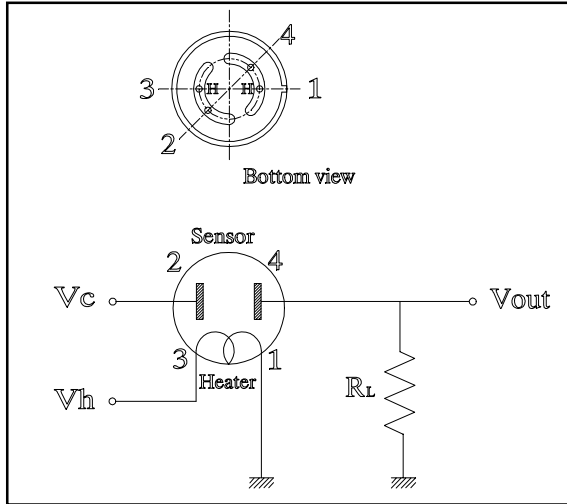 4
3 H H 1
2
Bottom view
Sensor
2 4
Vc Vout
3 1
Heater
Vh RL